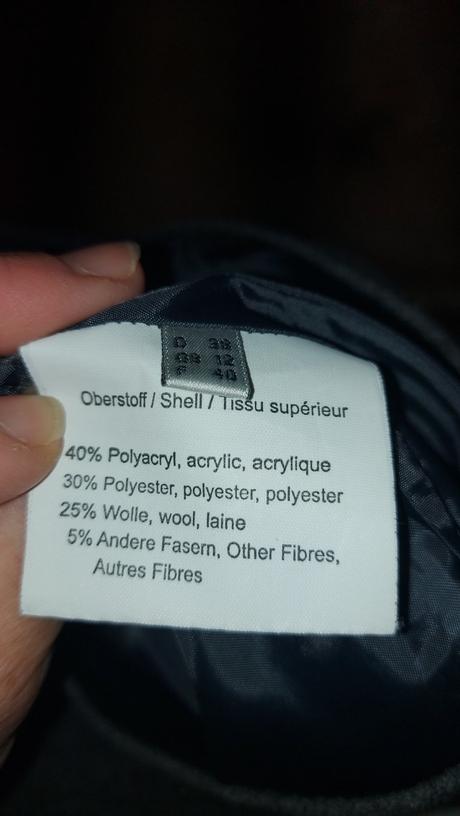 D 38
GB 12
F 40
Oberstoff / Shell / Tissu supérieur
40% Polyacryl, acrylic, acrylique
30% Polyester, polyester, polyester
25% Wolle, wool, laine
5% Andere Fasern, Other Fibres,
Autres Fibres